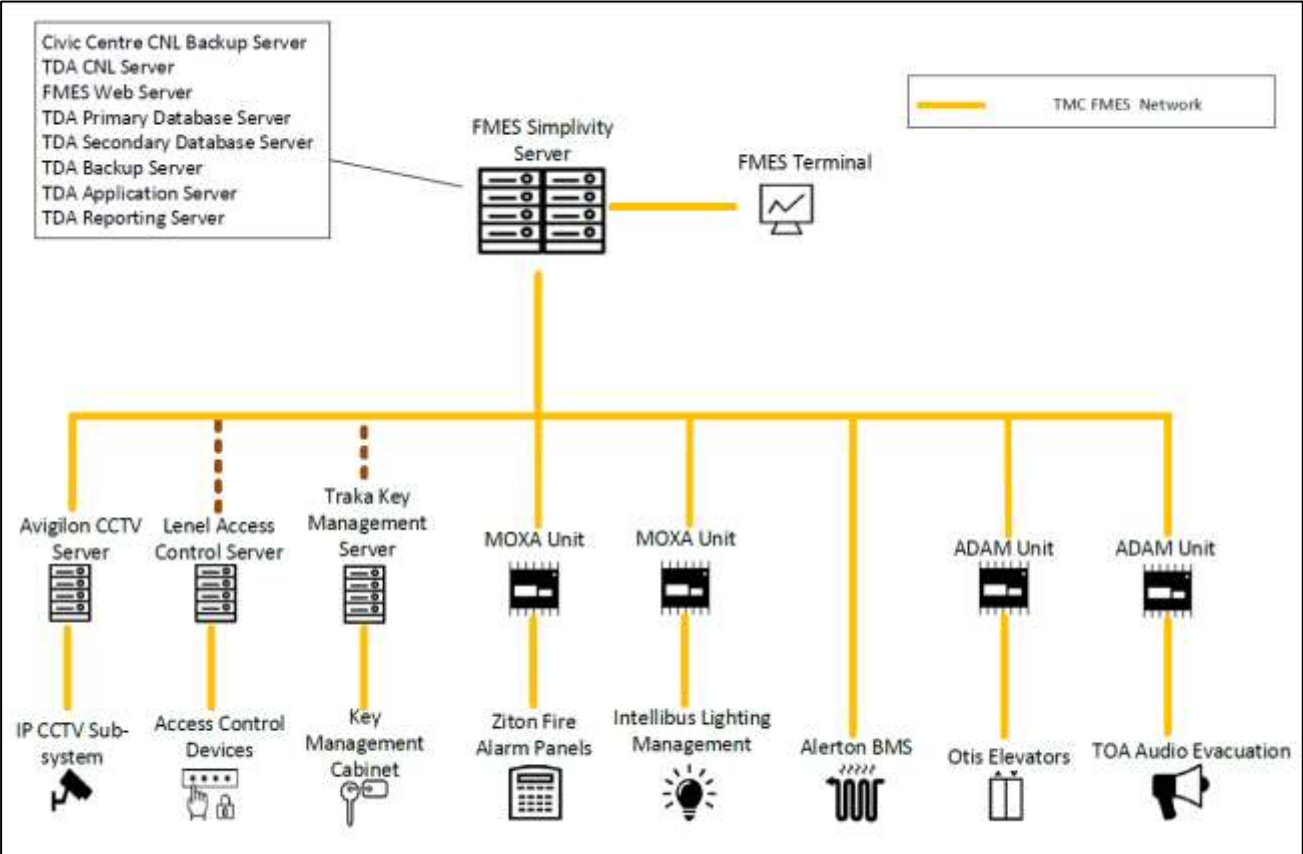 Civic Centre CNL Backup Server
TDA CNL Server
FMES Web Server
TDA Primary Database Server
TDA Secondary Database Server
TDA Backup Server
TDA Application Server
TDA Reporting Server
FMES Simplivity
Server
FMES Terminal
TMC FMES Network
Avigilon CCTV
Server
Lenel Access
Control Server
Traka Key
Management
Server
MOXA Unit
MOXA Unit
ADAM Unit
ADAM Unit
IP CCTV Sub-
system
Access Control
Devices
Key
Management
Cabinet
Ziton Fire
Alarm Panels
Intellibus Lighting
Management
Alerton BMS
Otis Elevators
TOA Audio Evacuation